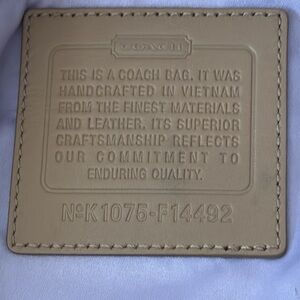 COACH
THIS IS A COACH BAG. IT WAS
HANDCRAFTED IN VIETNAM
FROM THE FINEST MATERIALS
AND LEATHER. ITS SUPERIOR
CRAFTSMANSHIP REFLECTS
OUR COMMITMENT TO
ENDURING QUALITY.
NºK1075-F14492